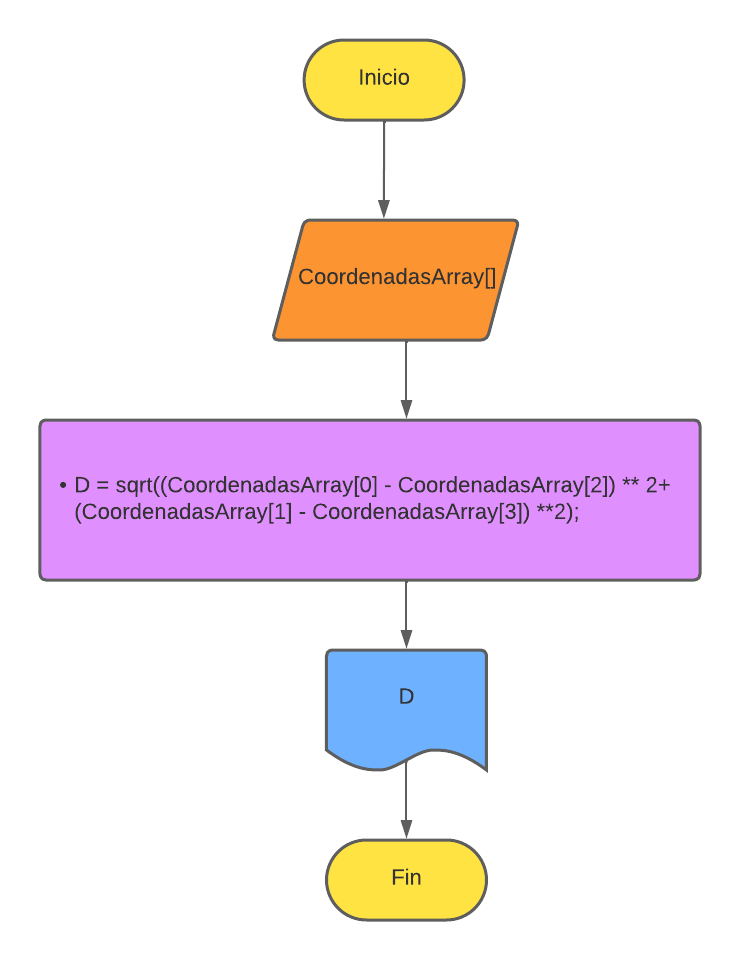 Inicio
CoordenadasArray[]
• D = sqrt((CoordenadasArray[0] - CoordenadasArray[2]) ** 2+
(CoordenadasArray[1] - CoordenadasArray[3]) **2);
D
Fin